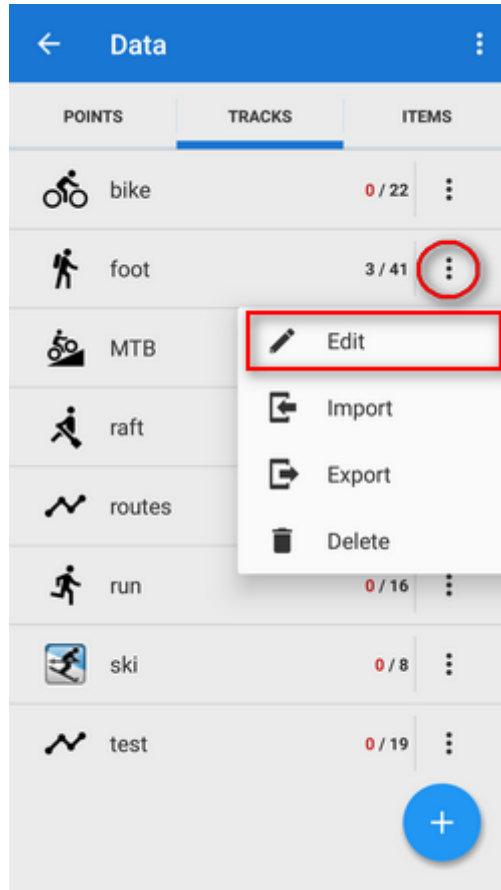 Data
POINTS TRACKS ITEMS
bike 0 / 22
foot 3 / 41
MTB
Edit
Import
raft
Export
routes
Delete
run 0 / 16
ski 0 / 8
test 0 / 19